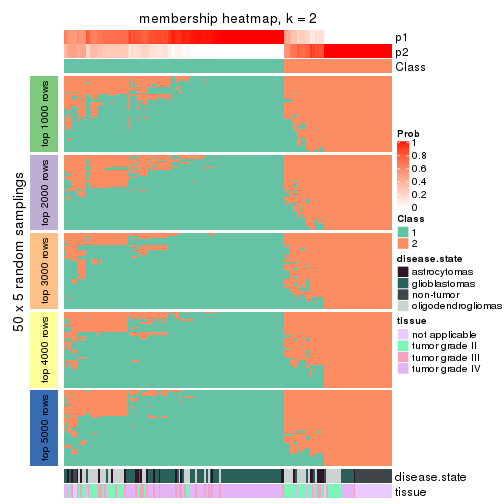 membership heatmap, k = 2
p1
p2
Class
50 x 5 random samplings
top 1000 rows
top 2000 rows
top 3000 rows
top 4000 rows
top 5000 rows
disease.state
tissue
Prob
1
0.8
0.6
0.4
0.2
0
Class
1
2
disease.state
astrocytomas
glioblastomas
non-tumor
oligodendrogliomas
tissue
not applicable
tumor grade II
tumor grade III
tumor grade IV